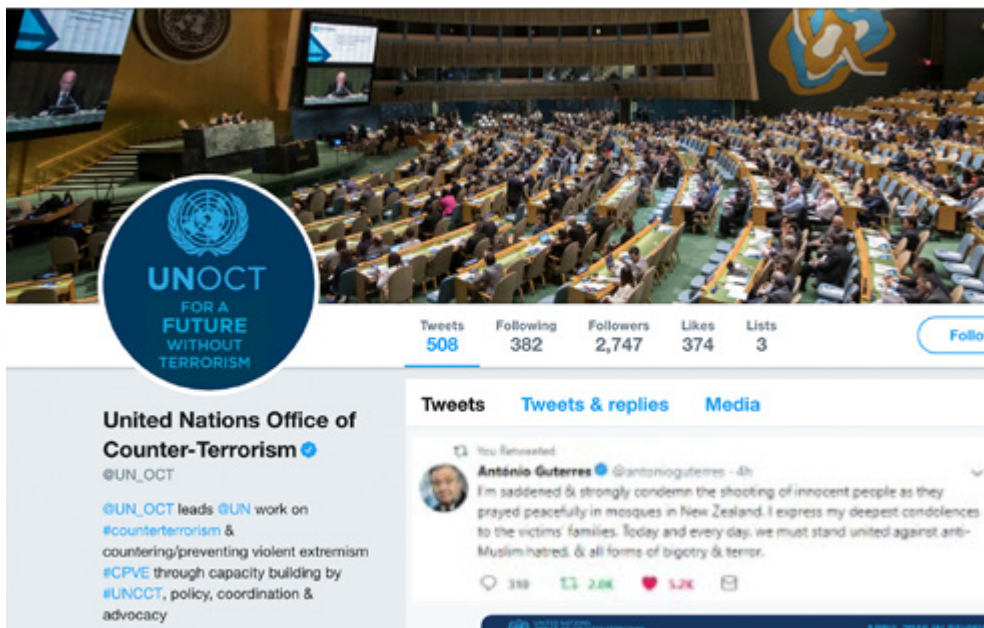 UNOCT
FOR A
FUTURE
WITHOUT
TERRORISM
Tweets Following Followers Likes Lists
508 382 2,747 374 3
Follo
United Nations Office of
Counter-Terrorism
@UN_OCT
@UN_OCT leads @UN work on
#counterterrorism &
countering/preventing violent extremism
#CPVE through capacity building by
#UNCCT, policy, coordination &
advocacy
Tweets Tweets & replies Media
You Retweeted
António Guterres @antonioguterres · 4h
I'm saddened & strongly condemn the shooting of innocent people as they
prayed peacefully in mosques in New Zealand. I express my deepest condolences
to the victims' families. Today and every day, we must stand united against anti-
Muslim hatred, & all forms of bigotry & terror.
310 2.0K 5.2K
UNITED NATIONS